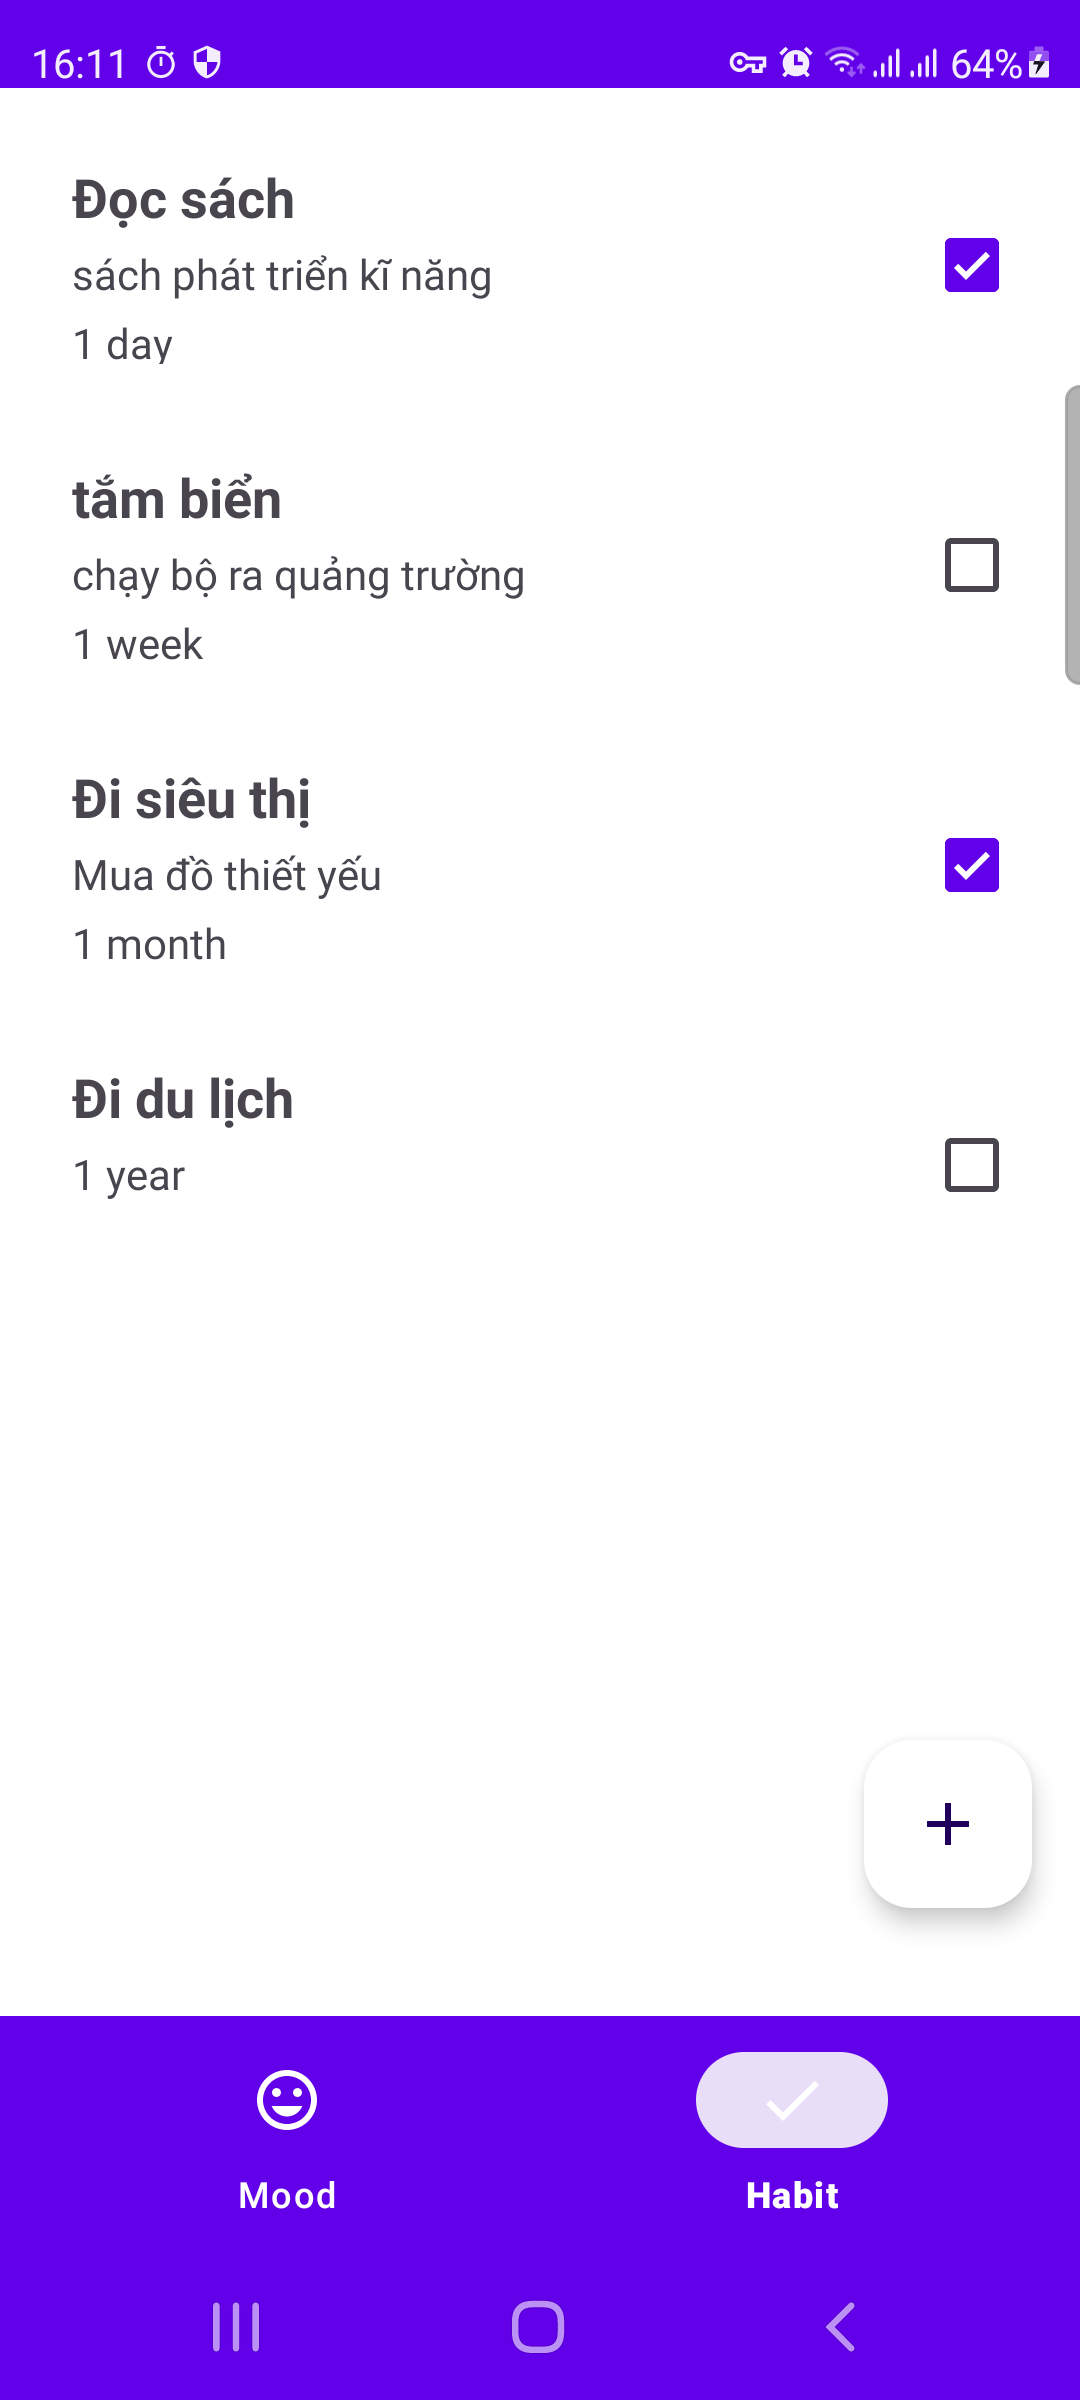 16:11
64%
Đọc sách
sách phát triển kĩ năng
1 day
tắm biển
chạy bộ ra quảng trường
1 week
Đi siêu thị
Mua đồ thiết yếu
1 month
Đi du lịch
1 year
Mood
Habit